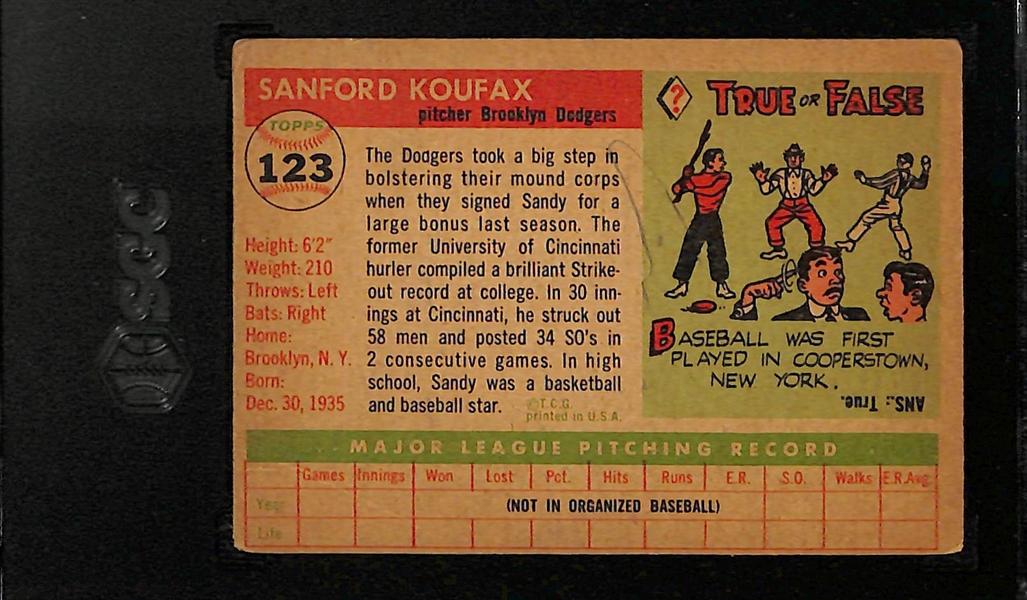 SANFORD KOUFAX
pitcher Brooklyn Dodgers
TOPPS
123
Height: 6'2"
Weight: 210
Throws: Left
Bats: Right
Home:
Brooklyn, N. Y.
Born:
Dec. 30, 1935
The Dodgers took a big step in
bolstering their mound corps
when they signed Sandy for a
large bonus last season. The
former University of Cincinnati
hurler compiled a brilliant Strike-
out record at college. In 30 inn-
ings at Cincinnati, he struck out
58 men and posted 34 SO's in
2 consecutive games. In high
school, Sandy was a basketball
and baseball star.
©T.C.G.
printed in U.S.A.
?
TRUE OR FALSE
BASEBALL WAS FIRST
PLAYED IN COOPERSTOWN,
NEW YORK.
ANS.: True.
MAJOR LEAGUE PITCHING RECORD
Games Innings Won Lost Pct. Hits Runs E.R. S.O. Walks E.R.Avg.
Year (NOT IN ORGANIZED BASEBALL)
Life
SGC